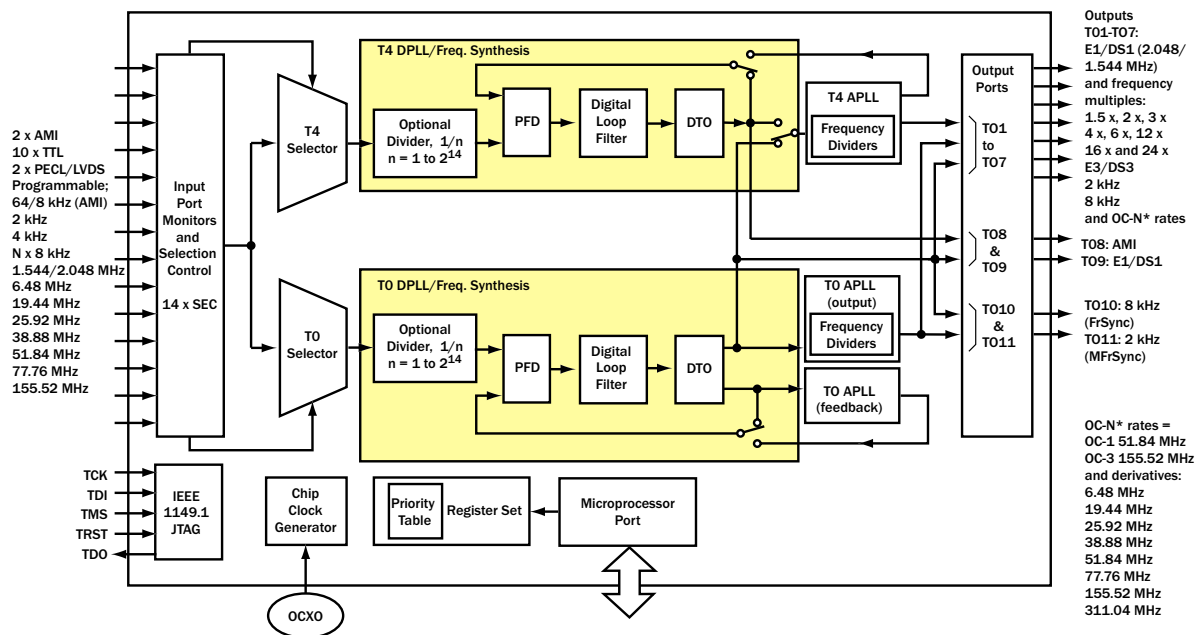 2 x AMI
10 x TTL
2 x PECL/LVDS
Programmable;
64/8 kHz (AMI)
2 kHz
4 kHz
N x 8 kHz
1.544/2.048 MHz
6.48 MHz
19.44 MHz
25.92 MHz
38.88 MHz
51.84 MHz
77.76 MHz
155.52 MHz
Input
Port
Monitors
and
Selection
Control
14 x SEC
T4
Selector
T4 DPLL/Freq. Synthesis
Optional
Divider, 1/n
n = 1 to 2^14
PFD
Digital
Loop
Filter
DTO
T4 APLL
Frequency
Dividers
Output
Ports
TO1
to
TO7
TO8
&
TO9
TO10
&
TO11
T0
Selector
T0 DPLL/Freq. Synthesis
Optional
Divider, 1/n
n = 1 to 2^14
PFD
Digital
Loop
Filter
DTO
T0 APLL
(output)
Frequency
Dividers
T0 APLL
(feedback)
Outputs
T01-T07:
E1/DS1 (2.048/
1.544 MHz)
and frequency
multiples:
1.5 x, 2 x, 3 x
4 x, 6 x, 12 x
16 x and 24 x
E3/DS3
2 kHz
8 kHz
and OC-N* rates
T08: AMI
T09: E1/DS1
TO10: 8 kHz
(FrSync)
TO11: 2 kHz
(MFrSync)
OC-N* rates =
OC-1 51.84 MHz
OC-3 155.52 MHz
and derivatives:
6.48 MHz
19.44 MHz
25.92 MHz
38.88 MHz
51.84 MHz
77.76 MHz
155.52 MHz
311.04 MHz
TCK
TDI
TMS
TRST
TDO
IEEE
1149.1
JTAG
Chip
Clock
Generator
OCXO
Priority
Table
Register Set
Microprocessor
Port